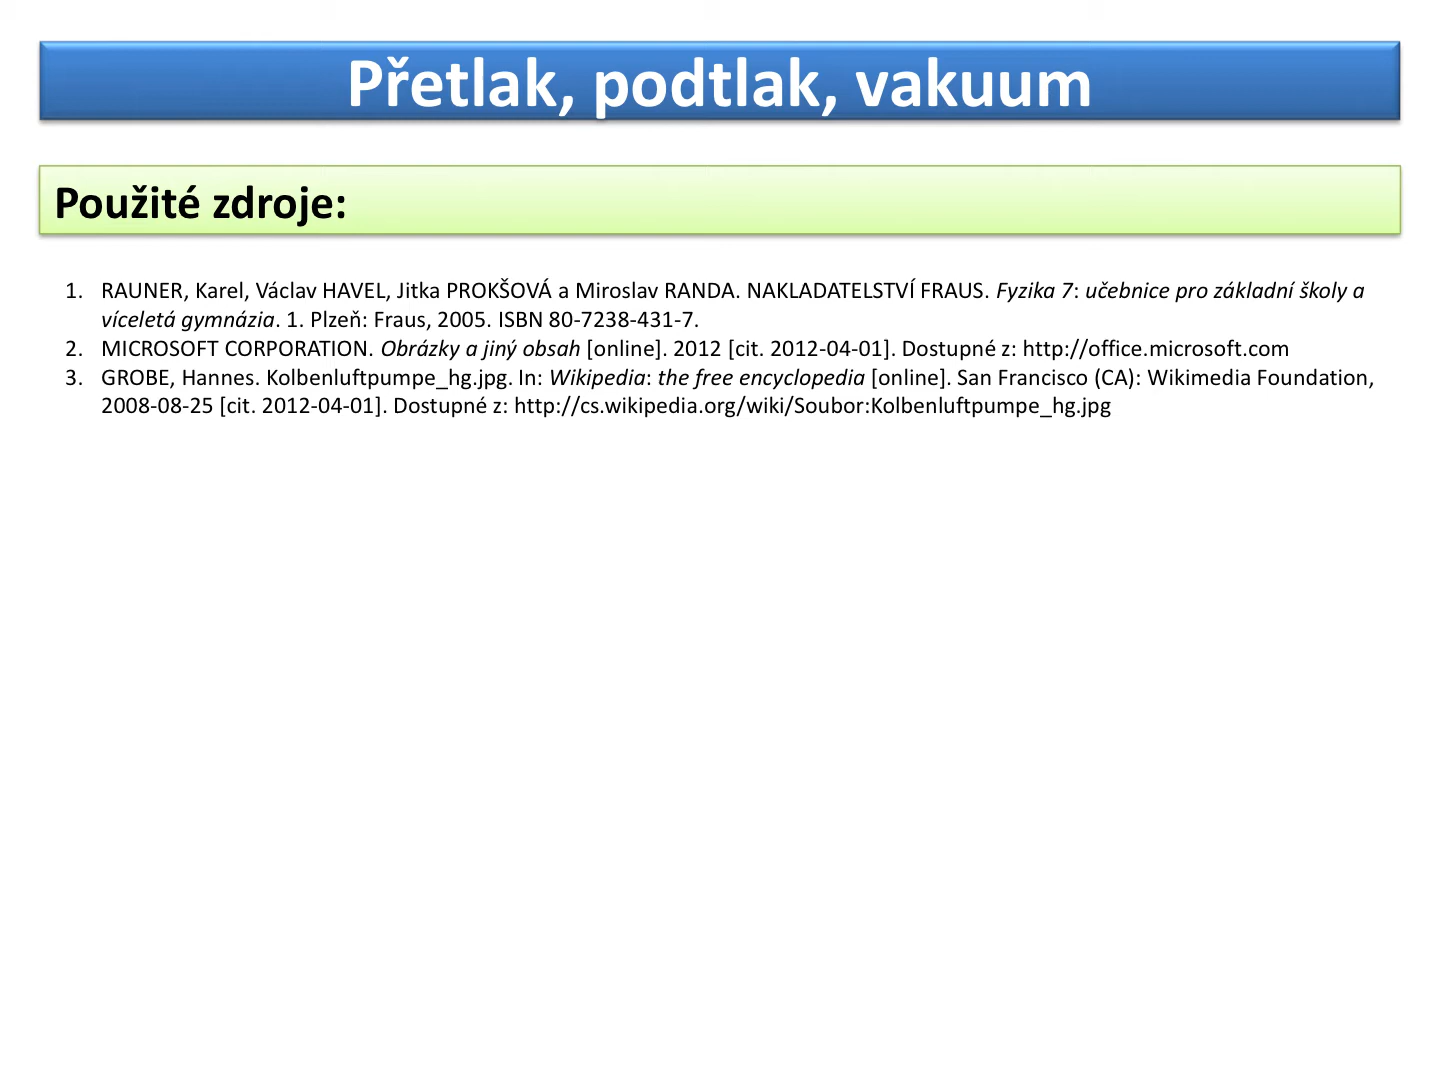 Přetlak, podtlak, vakuum
Použité zdroje:
1. RAUNER, Karel, Václav HAVEL, Jitka PROKŠOVÁ a Miroslav RANDA. NAKLADATELSTVÍ FRAUS. Fyzika 7: učebnice pro základní školy a
víceletá gymnázia. 1. Plzeň: Fraus, 2005. ISBN 80-7238-431-7.
2. MICROSOFT CORPORATION. Obrázky a jiný obsah [online]. 2012 [cit. 2012-04-01]. Dostupné z: http://office.microsoft.com
3. GROBE, Hannes. Kolbenluftpumpe_hg.jpg. In: Wikipedia: the free encyclopedia [online]. San Francisco (CA): Wikimedia Foundation,
2008-08-25 [cit. 2012-04-01]. Dostupné z: http://cs.wikipedia.org/wiki/Soubor:Kolbenluftpumpe_hg.jpg